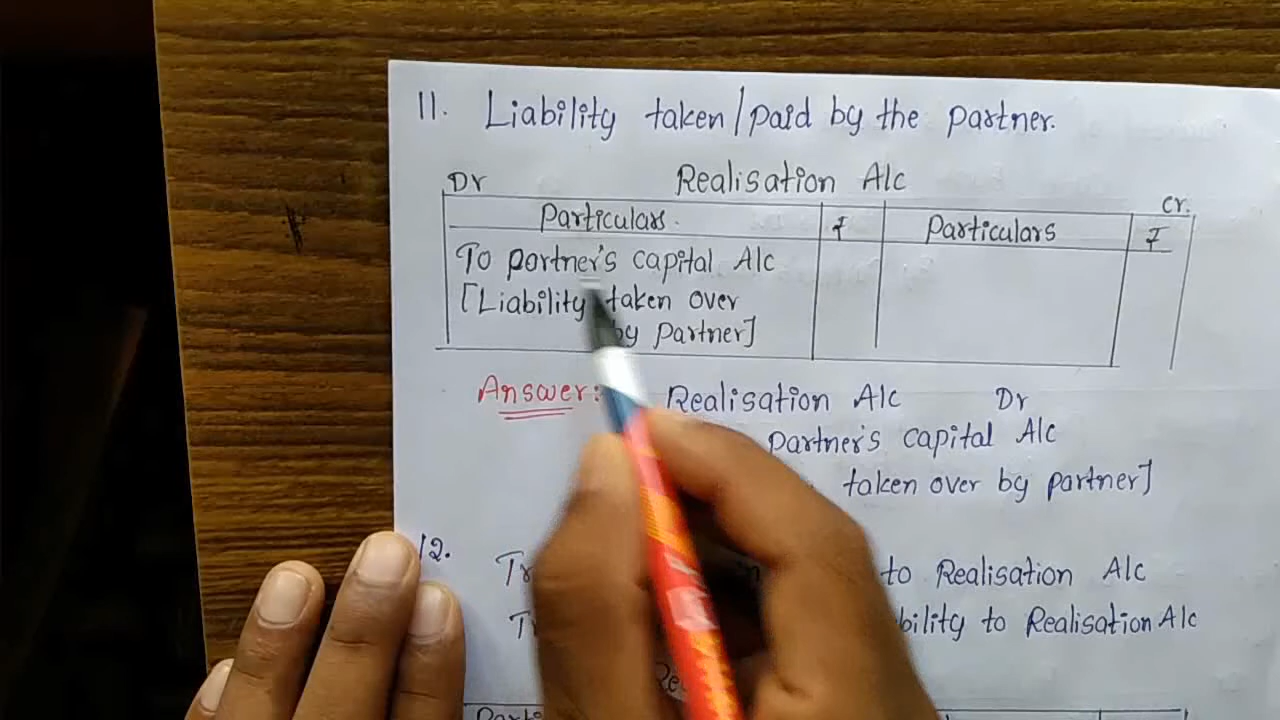 11. Liability taken/paid by the partner.
Dr Realisation A/c Cr.
Particulars. ₹ Particulars ₹
To partner's capital A/c
[Liability taken over
by partner]
Answer: Realisation A/c Dr
partner's capital A/c
taken over by partner]
12. to Realisation A/c
to Realisation A/c